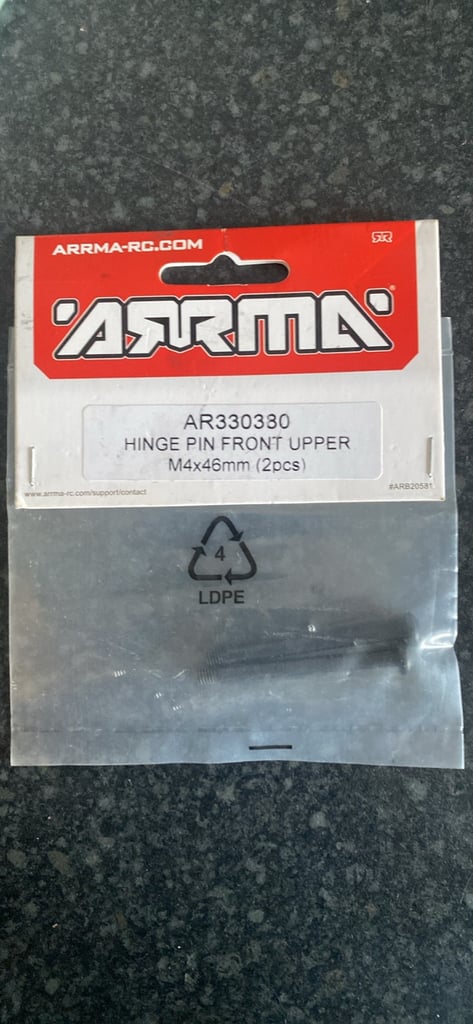 ARRMA-RC.COM
ARRMA®
AR330380
HINGE PIN FRONT UPPER
M4x46mm (2pcs)
www.arrma-rc.com/support/contact
#ARB20581
4
LDPE